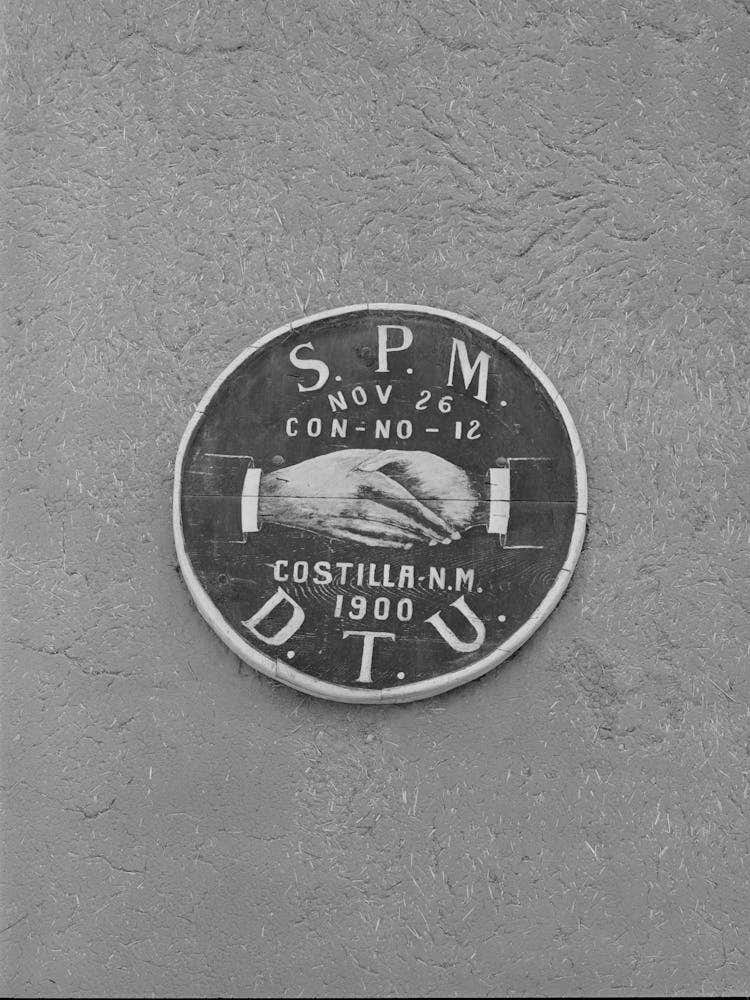 S. P. M.
NOV 26
CON-NO-12
COSTILLA-N.M.
1900
D. T. U.